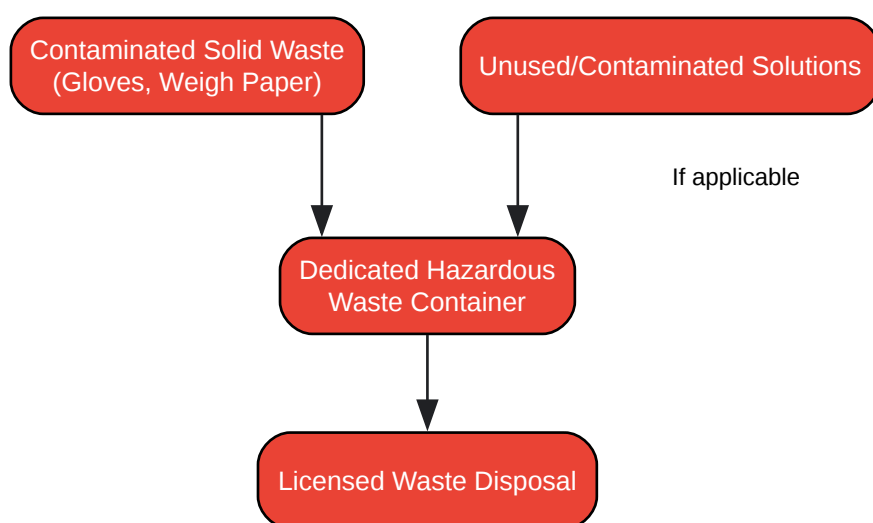 Contaminated Solid Waste
(Gloves, Weigh Paper)
Unused/Contaminated Solutions
If applicable
Dedicated Hazardous
Waste Container
Licensed Waste Disposal